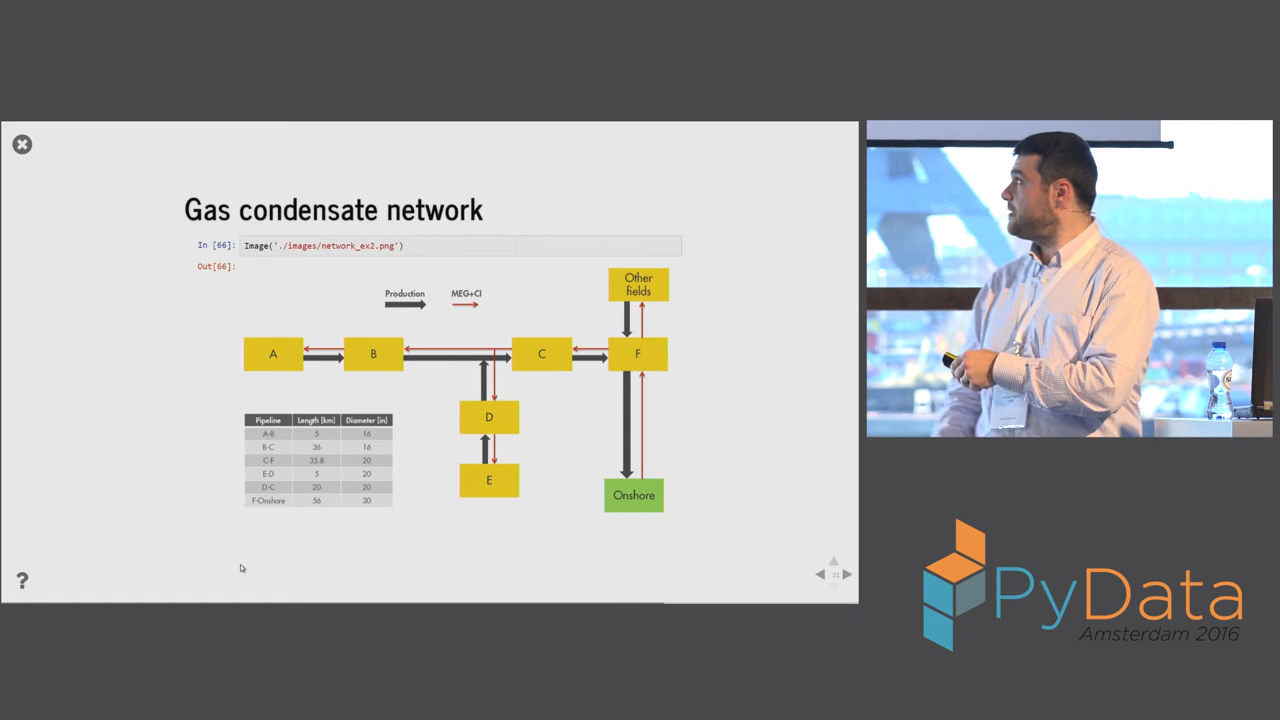 Gas condensate network
In [66]: Image('./images/network_ex2.png')
Out[66]:
Production MEG+CI
Other
fields
A B C F
D
E
Onshore
Pipeline Length [km] Diameter [in]
A-B 5 16
B-C 36 16
C-F 35.8 20
E-D 5 20
D-C 20 20
F-Onshore 56 30
?
31
PyData
Amsterdam 2016